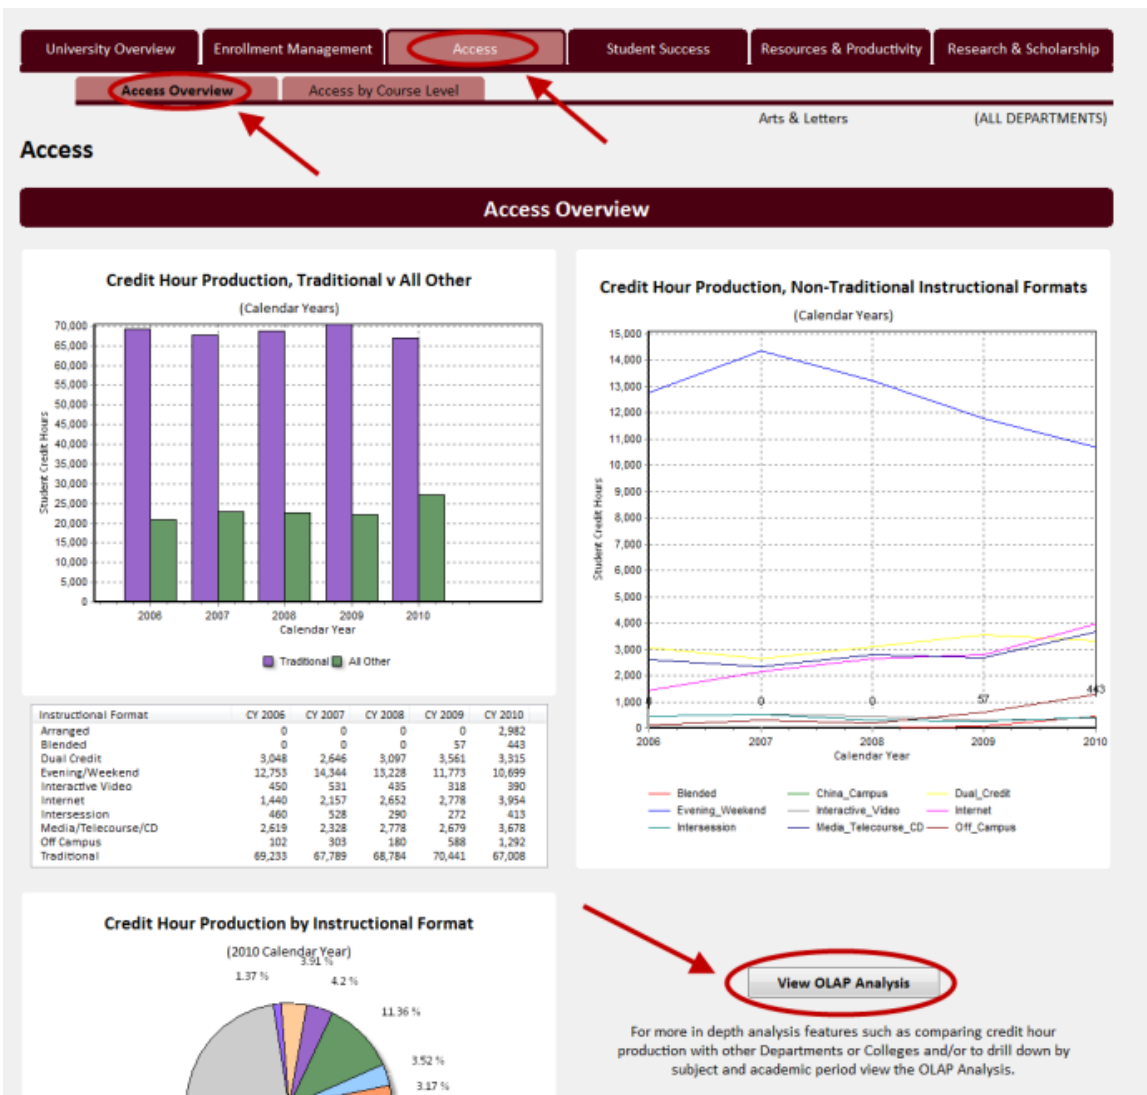 University Overview Enrollment Management Access Student Success Resources & Productivity Research & Scholarship
Access Overview Access by Course Level
Arts & Letters (ALL DEPARTMENTS)
Access
Access Overview
Credit Hour Production, Traditional v All Other
(Calendar Years)
70,000
65,000
60,000
55,000
50,000
45,000
40,000
35,000
30,000
25,000
20,000
15,000
10,000
5,000
0
Student Credit Hours
2006 2007 2008 2009 2010
Calendar Year
Traditional All Other
Instructional Format CY 2006 CY 2007 CY 2008 CY 2009 CY 2010
Arranged 0 0 0 0 2,982
Blended 0 0 0 57 443
Dual Credit 3,048 2,646 3,097 3,561 3,315
Evening/Weekend 12,753 14,344 13,228 11,773 10,699
Interactive Video 450 531 435 318 390
Internet 1,440 2,157 2,652 2,778 3,954
Intersession 460 528 290 272 413
Media/Telecourse/CD 2,619 2,328 2,778 2,679 3,678
Off Campus 102 303 180 588 1,292
Traditional 69,233 67,789 68,784 70,441 67,008
Credit Hour Production, Non-Traditional Instructional Formats
(Calendar Years)
15,000
14,000
13,000
12,000
11,000
10,000
9,000
8,000
7,000
6,000
5,000
4,000
3,000
2,000
1,000
0
Student Credit Hours
0 0 57 443
2006 2007 2008 2009 2010
Calendar Year
Blended China_Campus Dual_Credit
Evening_Weekend Interactive_Video Internet
Intersession Media_Telecourse_CD Off_Campus
Credit Hour Production by Instructional Format
(2010 Calendar Year)
3.91 %
1.37 %
4.2 %
11.36 %
3.52 %
3.17 %
View OLAP Analysis
For more in depth analysis features such as comparing credit hour
production with other Departments or Colleges and/or to drill down by
subject and academic period view the OLAP Analysis.